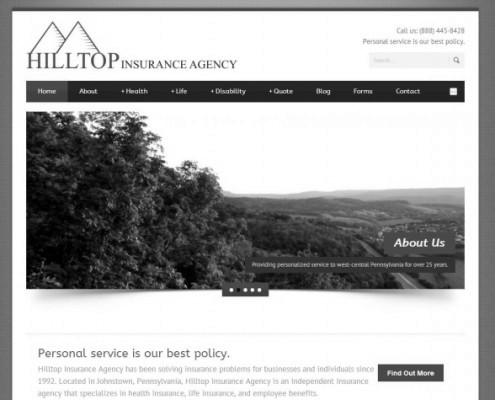 Call us: (888) 445-8428
Personal service is our best policy.
HILLTOP INSURANCE AGENCY
Search...
Home About + Health + Life + Disability + Quote Blog Forms Contact
About Us
Providing personalized service to west-central Pennsylvania for over 25 years.
Personal service is our best policy.
Hilltop Insurance Agency has been solving insurance problems for businesses and individuals since
1992. Located in Johnstown, Pennsylvania, Hilltop Insurance Agency is an independent insurance
agency that specializes in health insurance, life insurance, and employee benefits.
Find Out More